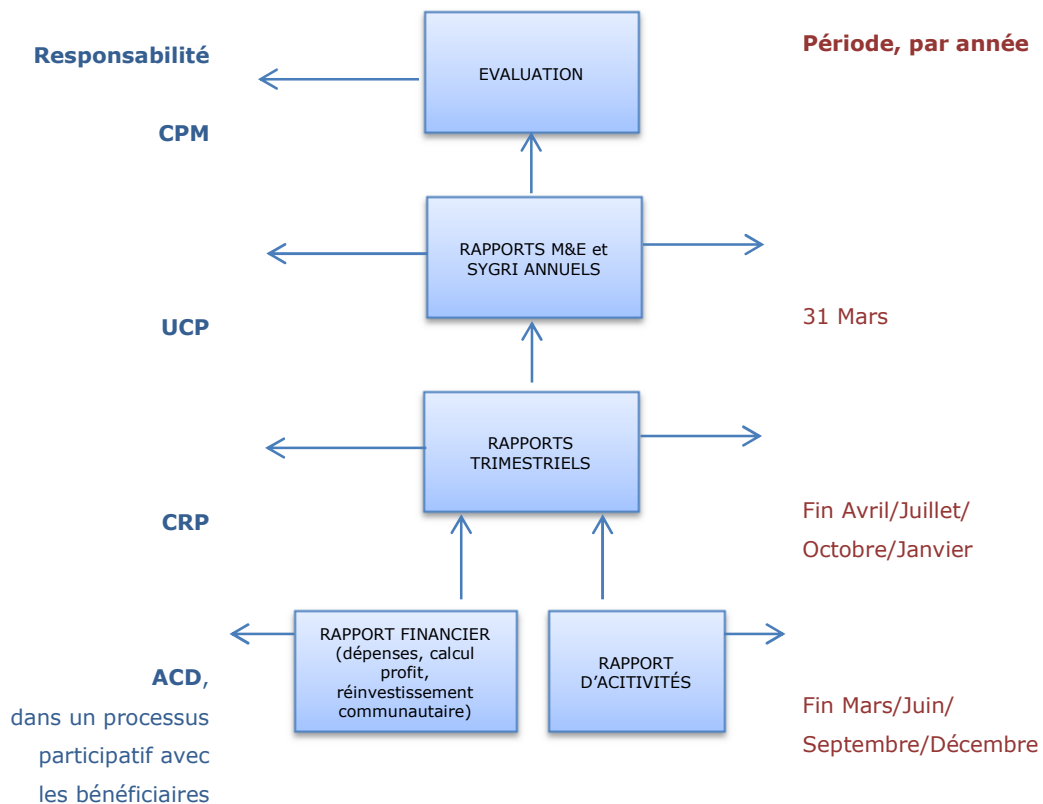 Responsabilité
Période, par année
EVALUATION
CPM
RAPPORTS M&E et
SYGRI ANNUELS
UCP
31 Mars
RAPPORTS
TRIMESTRIELS
CRP
Fin Avril/Juillet/
Octobre/Janvier
RAPPORT FINANCIER
(dépenses, calcul
profit,
réinvestissement
communautaire)
RAPPORT
D’ACITIVITÉS
ACD,
dans un processus
participatif avec
les bénéficiaires
Fin Mars/Juin/
Septembre/Décembre